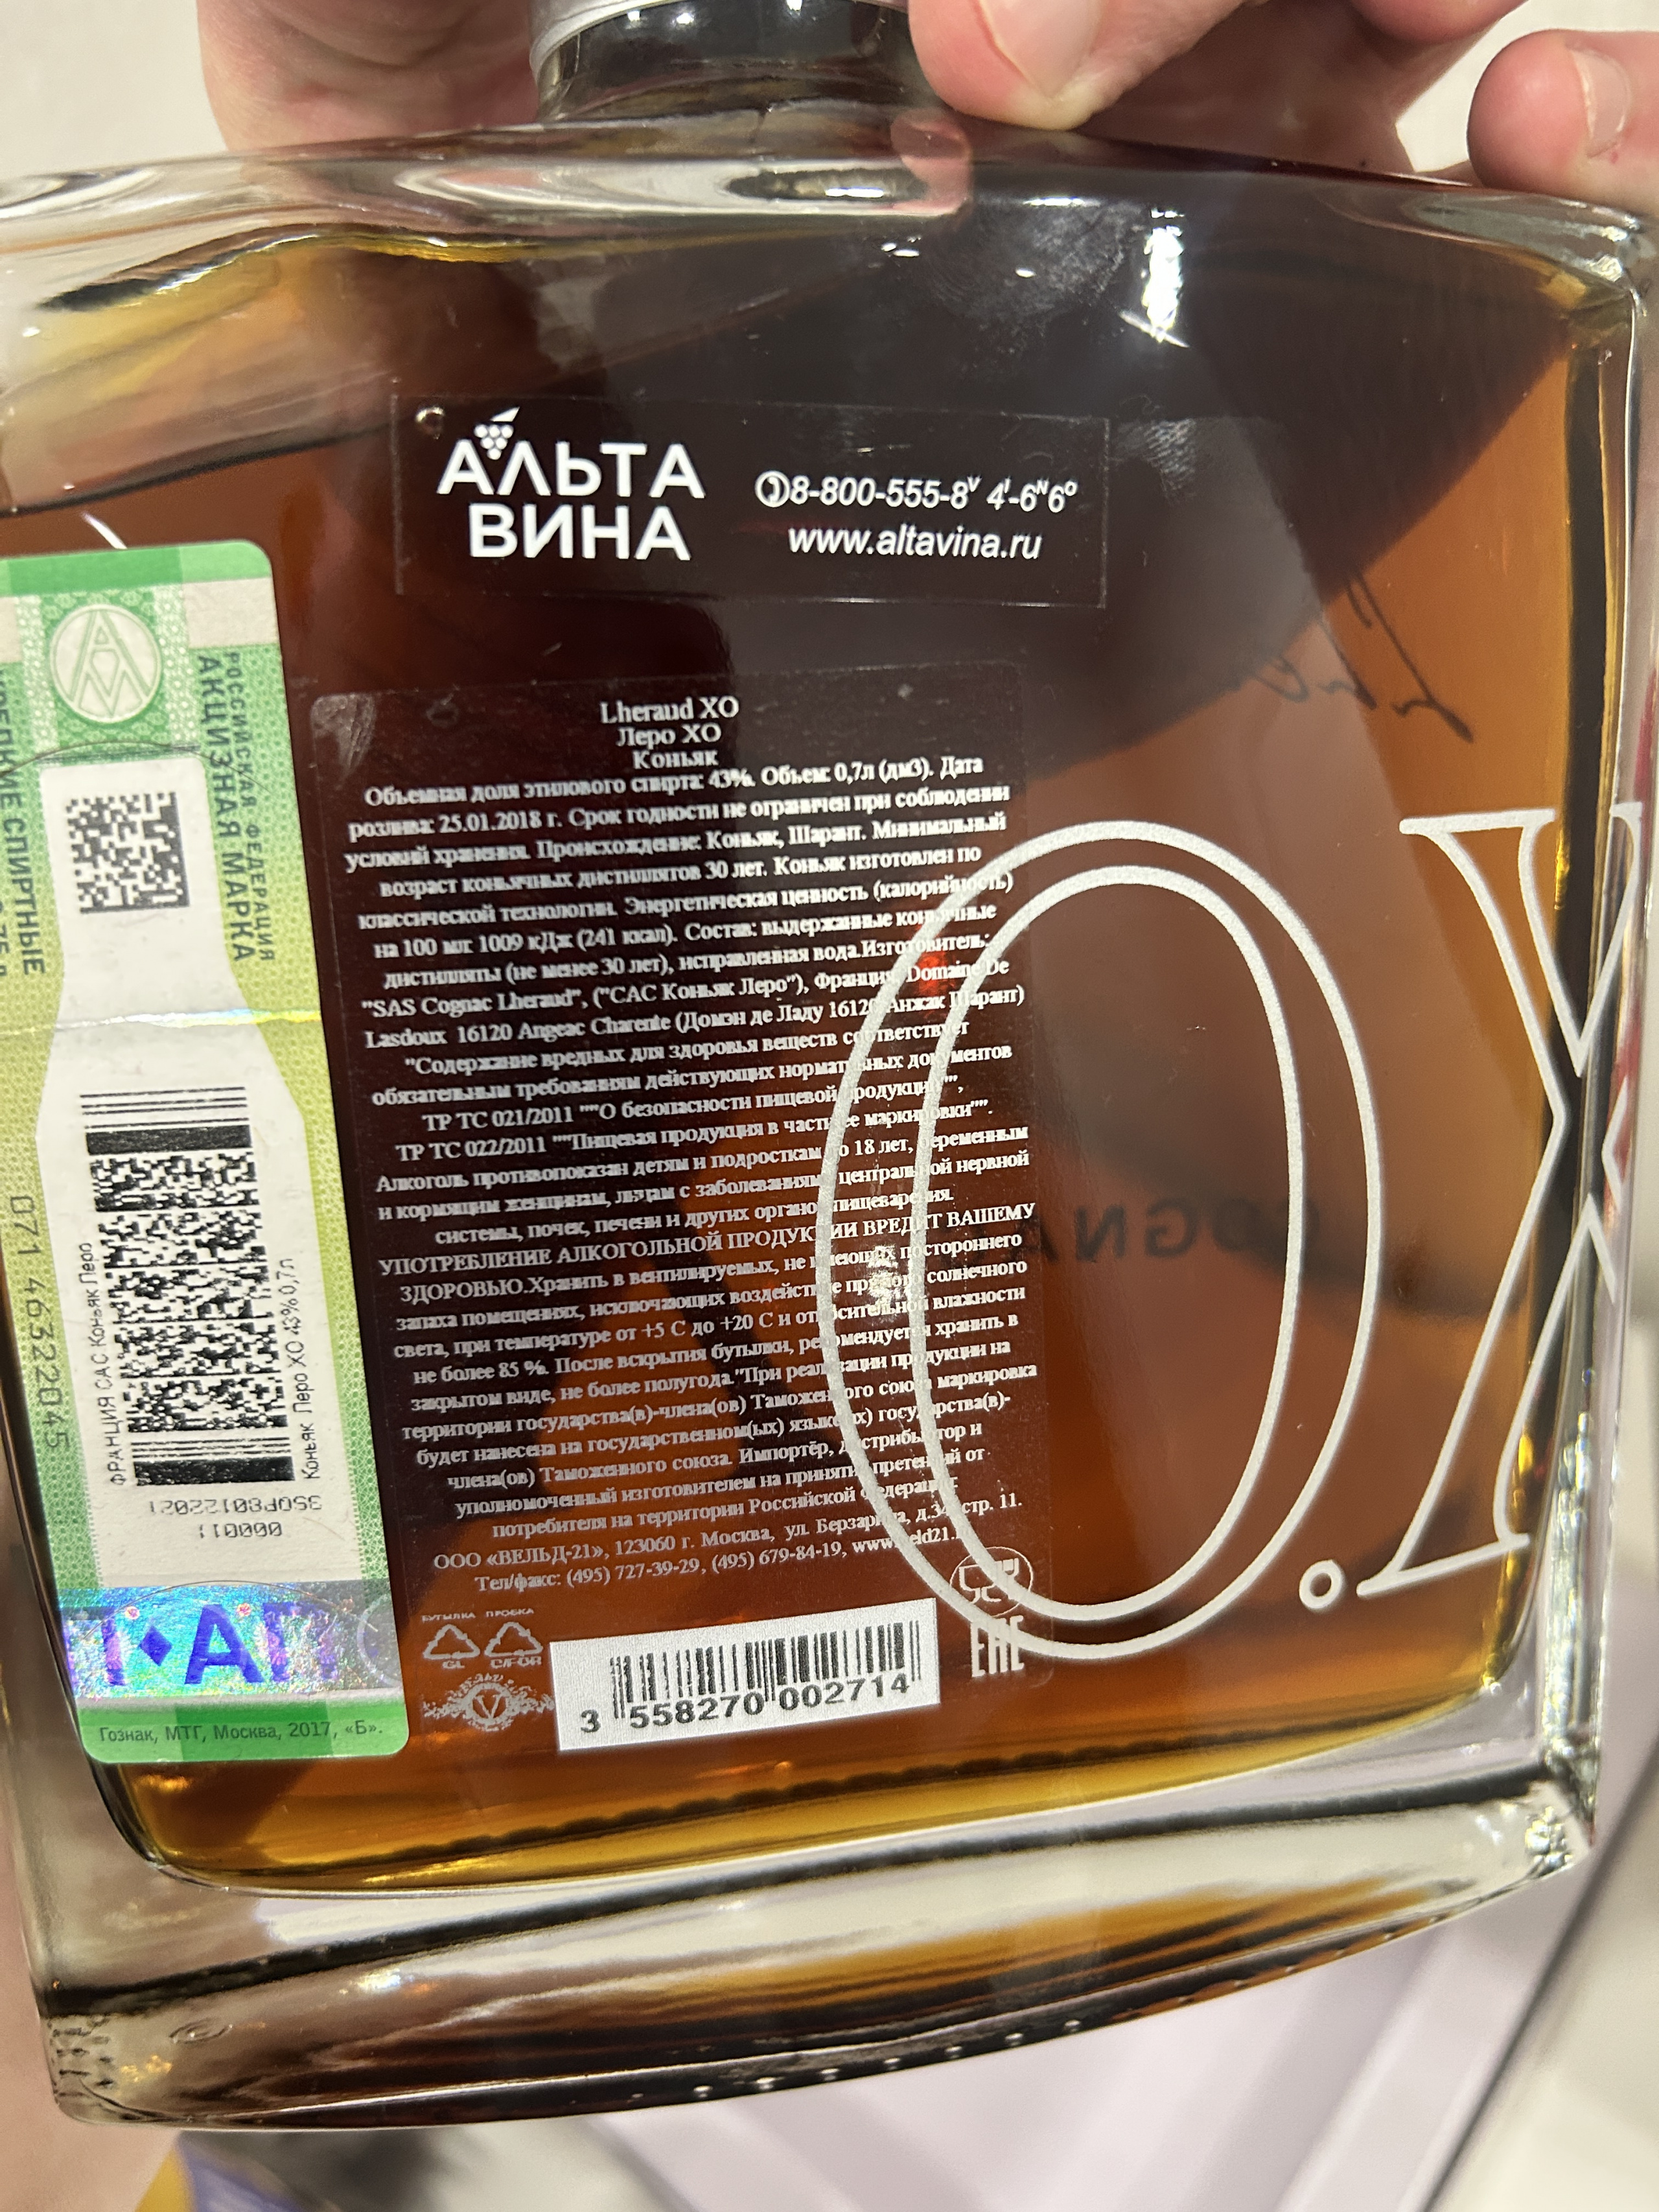 АЛЬТА
ВИНА
8-800-555-8V 4I-6N6O
www.altavina.ru
Lheraud XO
Леро ХО
Коньяк
Объемная доля этилового спирта: 43%. Объем: 0,7л (дм3). Дата
розлива: 25.01.2018 г. Срок годности не ограничен при соблюдении
условий хранения. Происхождение: Коньяк, Шарант. Минимальный
возраст коньячных дистиллятов 30 лет. Коньяк изготовлен по
классической технологии. Энергетическая ценность (калорийность)
на 100 мл: 1009 кДж (241 ккал). Состав: выдержанные коньячные
дистилляты (не менее 30 лет), исправленная вода.Изготовитель:
"SAS Cognac Lheraud", ("САС Коньяк Леро"), Франция, Domaine De
Lasdoux 16120 Angeac Charente (Домэн де Ладу 16120 Анжак Шарант)
"Содержание вредных для здоровья веществ соответствует
обязательным требованиям действующих нормативных документов
ТР ТС 021/2011 ""О безопасности пищевой продукции"",
ТР ТС 022/2011 ""Пищевая продукция в части ее маркировки"".
Алкоголь противопоказан детям и подросткам до 18 лет, беременным
и кормящим женщинам, лицам с заболеваниями центральной нервной
системы, почек, печени и других органов пищеварения.
УПОТРЕБЛЕНИЕ АЛКОГОЛЬНОЙ ПРОДУКЦИИ ВРЕДИТ ВАШЕМУ
ЗДОРОВЬЮ.Хранить в вентилируемых, не имеющих постороннего
запаха помещениях, исключающих воздействие прямого солнечного
света, при температуре от +5 С до +20 С и относительной влажности
не более 85 %. После вскрытия бутылки, рекомендуется хранить в
закрытом виде, не более полугода."При реализации продукции на
территории государства(в)-члена(ов) Таможенного союза маркировка
будет нанесена на государственном(ых) языке(ах) государства(в)-
члена(ов) Таможенного союза. Импортёр, дистрибьютор и
уполномоченный изготовителем на принятие претензий от
потребителя на территории Российской Федерации:
ООО «ВЕЛЬД-21», 123060 г. Москва, ул. Берзарина, д.34, стр. 11.
Тел/факс: (495) 727-39-29, (495) 679-84-19,
БУТЫЛКА ПРОБКА
GL C/FOR
3 558270 002714
EAC
X.O
COGNAC
РОССИЙСКАЯ ФЕДЕРАЦИЯ
АКЦИЗНАЯ МАРКА
КРЕПКИЕ СПИРТНЫЕ
071 46322045
ФРАНЦИЯ САС Коньяк Леро
Коньяк Леро ХО 43% 0,7л
000011
Гознак, МТГ, Москва, 2017, «Б».